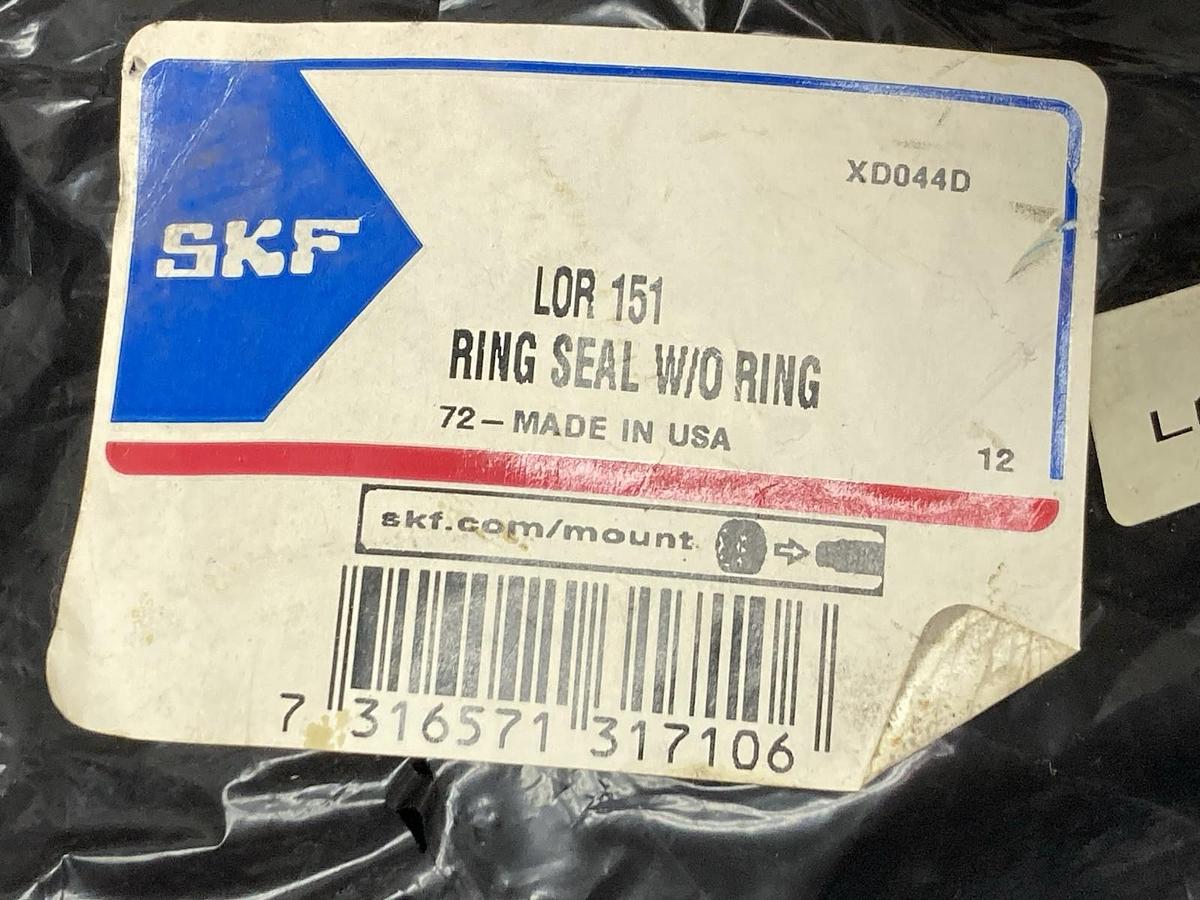 XD044D
SKF
LOR 151
RING SEAL W/O RING
72-MADE IN USA
12
skf.com/mount
7 316571 317106